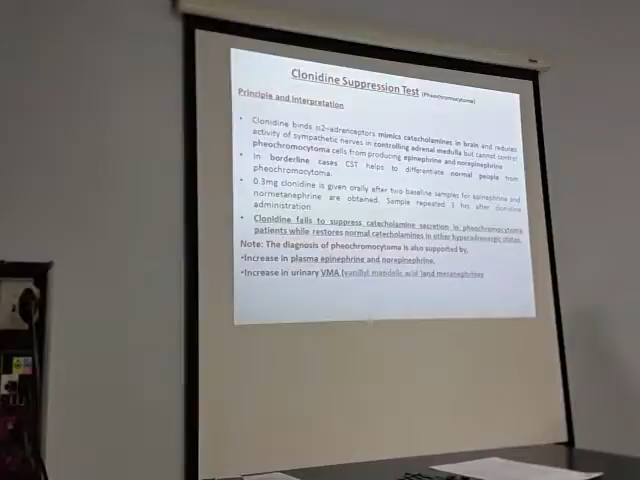 Clonidine Suppression Test (Pheochromocytoma)
Principle and Interpretation
• Clonidine binds α2-adrenceptors mimics catecholamines in brain and reduces
activity of sympathetic nerves in controlling adrenal medulla but cannot control
pheochromocytoma cells from producing epinephrine and norepinephrine
• In borderline cases CST helps to differentiate normal people from
pheochromocytoma.
• 0.3mg clonidine is given orally after two baseline samples for epinephrine and
normetanephrine are obtained. Sample repeated 3 hrs after clonidine
administration
• Clonidine fails to suppress catecholamine secretion in pheochromocytoma
patients while restores normal catecholamines in other hyperadrenergic states.
Note: The diagnosis of pheochromocytoma is also supported by,
•Increase in plasma epinephrine and norepinephrine.
•Increase in urinary VMA (vanillyl mandelic acid )and metanephrines